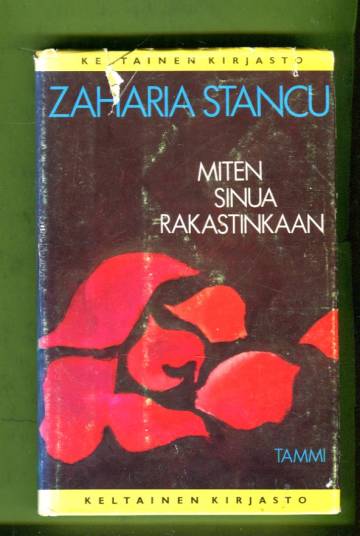 KELTAINEN KIRJASTO
ZAHARIA STANCU
MITEN
SINUA
RAKASTINKAAN
TAMMI
KELTAINEN KIRJASTO